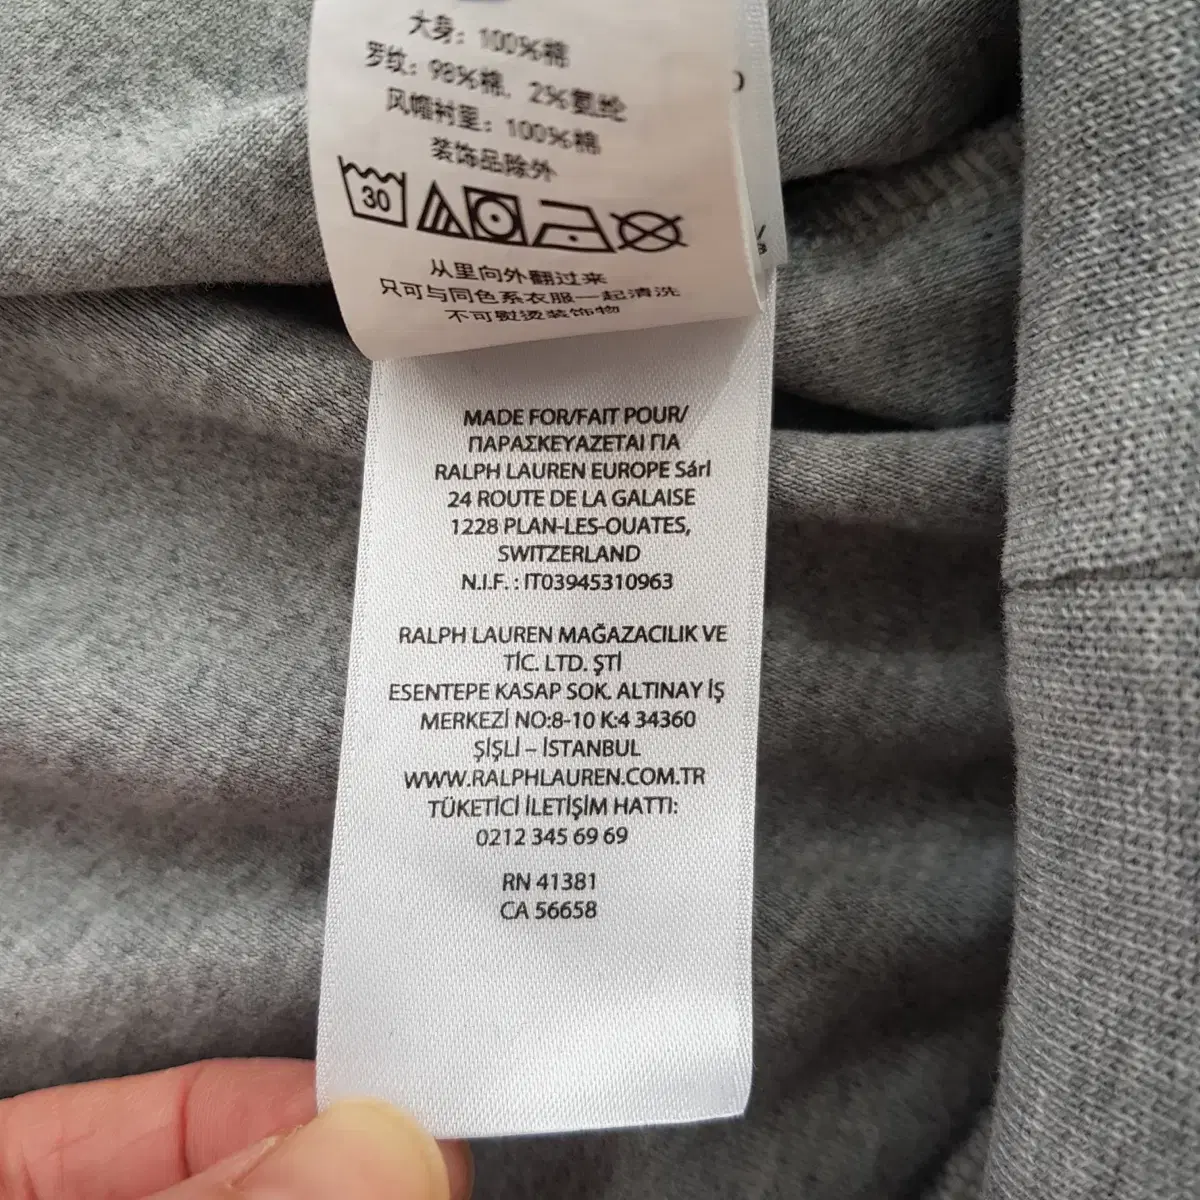 大身: 100%棉
罗纹: 98%棉, 2%氨纶
风帽衬里: 100%棉
装饰品除外
30
从里向外翻过来
只可与同色系衣服一起清洗
不可熨烫装饰物
MADE FOR/FAIT POUR/
ΠΑΡΑΣΚΕΥΑΖΕΤΑΙ ΓΙΑ
RALPH LAUREN EUROPE Sárl
24 ROUTE DE LA GALAISE
1228 PLAN-LES-OUATES,
SWITZERLAND
N.I.F. : IT03945310963
RALPH LAUREN MAĞAZACILIK VE
TİC. LTD. ŞTİ
ESENTEPE KASAP SOK. ALTINAY İŞ
MERKEZİ NO:8-10 K:4 34360
ŞİŞLİ – İSTANBUL
WWW.RALPHLAUREN.COM.TR
TÜKETİCİ İLETİŞİM HATTI:
0212 345 69 69
RN 41381
CA 56658